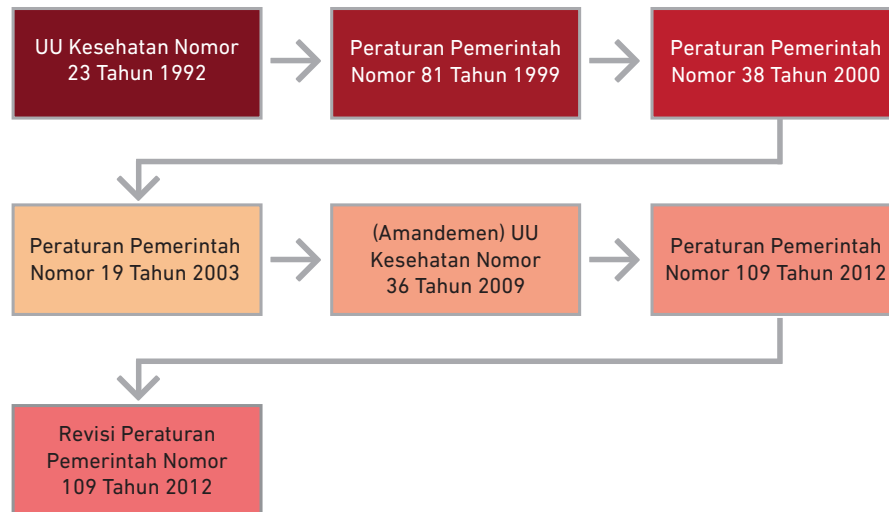 UU Kesehatan Nomor
23 Tahun 1992
Peraturan Pemerintah
Nomor 81 Tahun 1999
Peraturan Pemerintah
Nomor 38 Tahun 2000
Peraturan Pemerintah
Nomor 19 Tahun 2003
(Amandemen) UU
Kesehatan Nomor
36 Tahun 2009
Peraturan Pemerintah
Nomor 109 Tahun 2012
Revisi Peraturan
Pemerintah Nomor
109 Tahun 2012